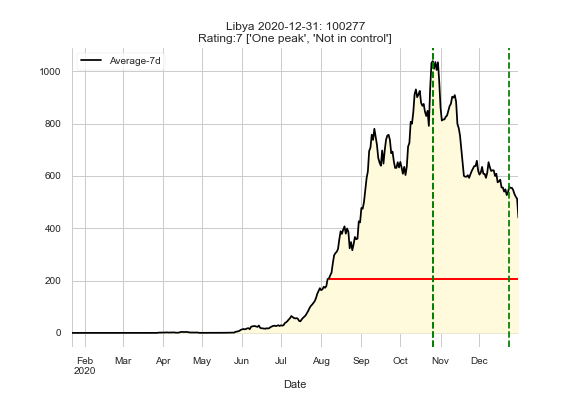 Libya 2020-12-31: 100277
Rating:7 ['One peak', 'Not in control']
Average-7d
1000
800
600
400
200
0
Feb Mar Apr May Jun Jul Aug Sep Oct Nov Dec
2020
Date